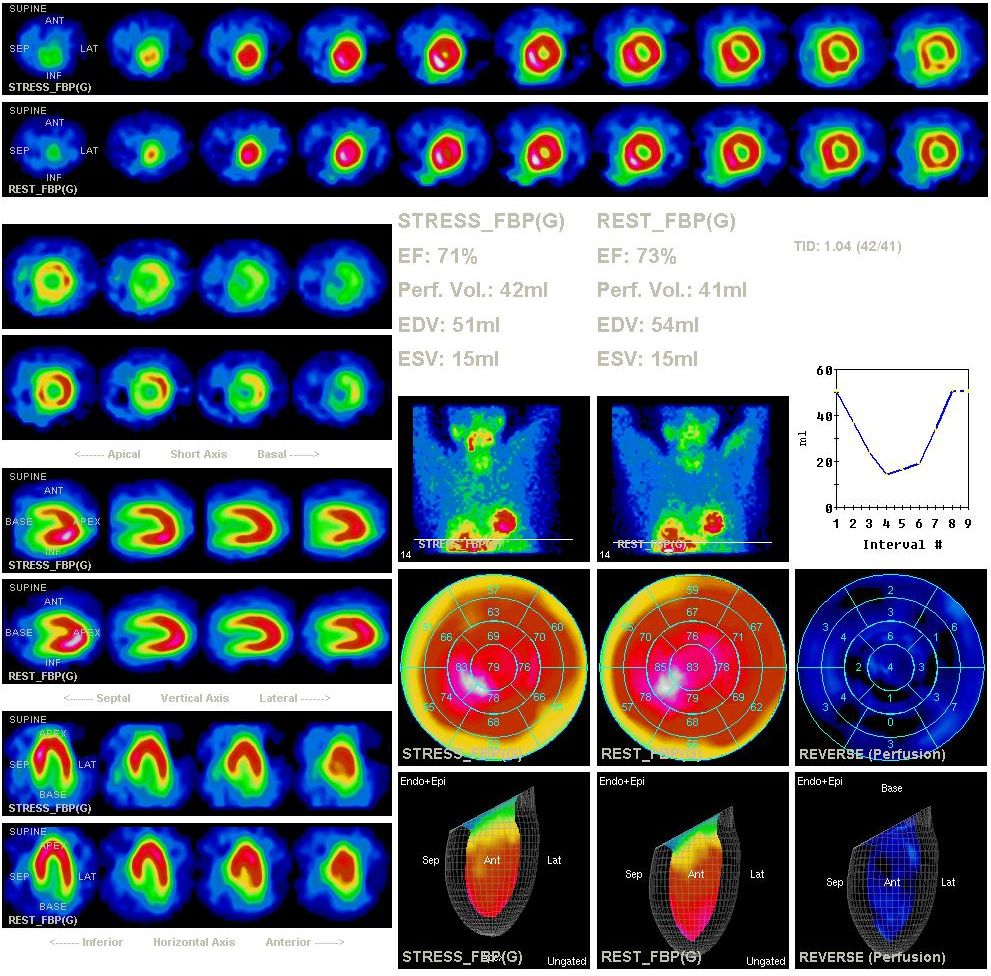 SUPINE
ANT
SEP LAT
INF
STRESS_FBP(G)
SUPINE
ANT
SEP LAT
INF
REST_FBP(G)
STRESS_FBP(G)
EF: 71%
Perf. Vol.: 42ml
EDV: 51ml
ESV: 15ml
REST_FBP(G)
EF: 73%
Perf. Vol.: 41ml
EDV: 54ml
ESV: 15ml
TID: 1.04 (42/41)
<----- Apical Short Axis Basal ----->
60
40
ml
20
0
1 2 3 4 5 6 7 8 9
Interval #
14 STRESS_FBP(G)
14 REST_FBP(G)
SUPINE
ANT
BASE APEX
INF
STRESS_FBP(G)
SUPINE
ANT
BASE APEX
INF
REST_FBP(G)
<----- Septal Vertical Axis Lateral ----->
57
63
66 69 60
83 79 76
74 78 66
68
STRESS_FBP(G)
59
67
65 70 76 71 67
85 83 76
78 78 79 62
68
REST_FBP(G)
2
3
3 4 6 4 6
2 4 1
4 1 3 7
0
3
REVERSE (Perfusion)
SUPINE
APEX
SEP LAT
BASE
STRESS_FBP(G)
SUPINE
APEX
SEP LAT
BASE
REST_FBP(G)
<----- Inferior Horizontal Axis Anterior ----->
Endo+Epi
Sep Ant Lat
STRESS_FBP(G)
Ungated
Endo+Epi
Sep Ant Lat
REST_FBP(G)
Ungated
Endo+Epi
Base
Sep Ant Lat
REVERSE (Perfusion)